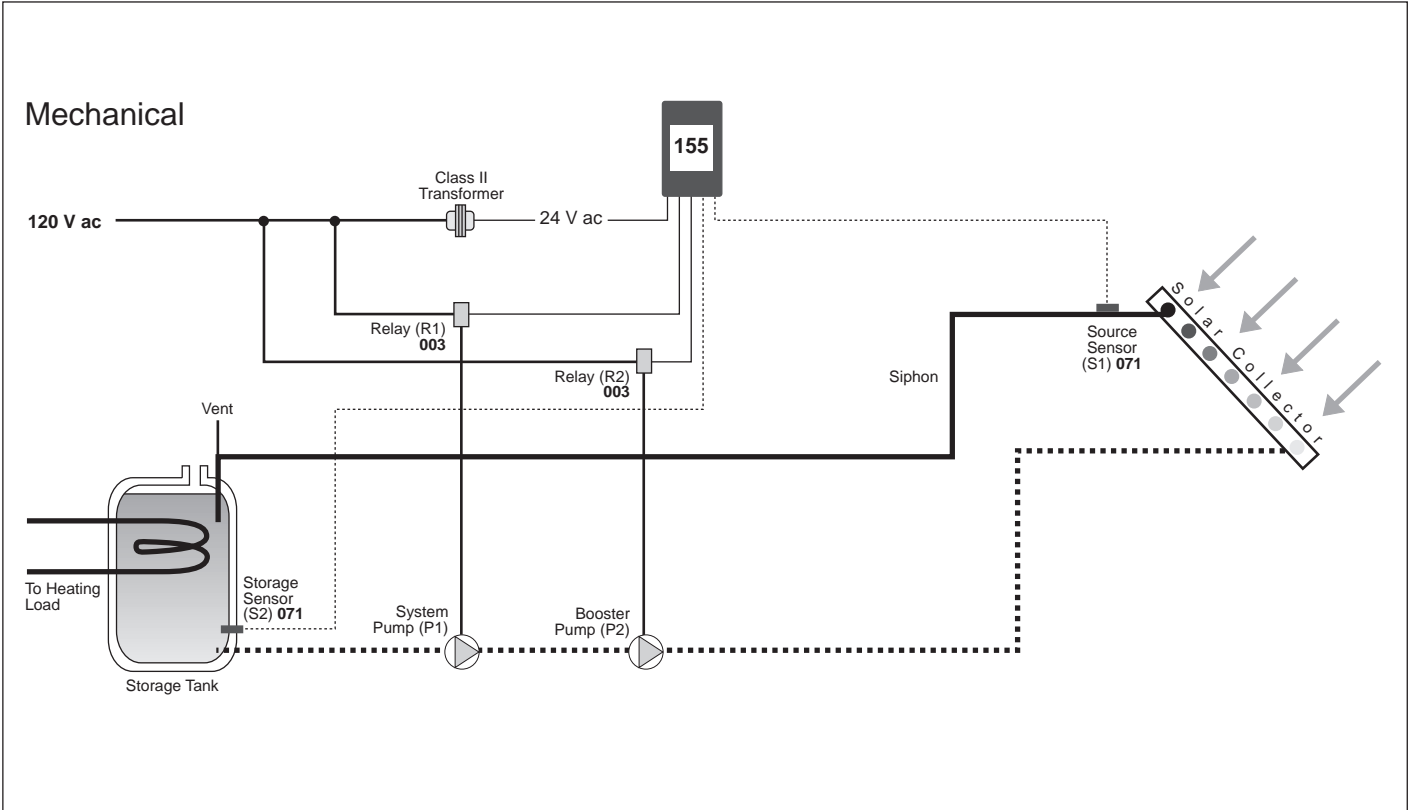 Mechanical
155
Class II
Transformer
120 V ac
24 V ac
Relay (R1)
003
Relay (R2)
003
Source
Sensor
(S1) 071
Solar Collector
Siphon
Vent
To Heating
Load
Storage
Sensor
(S2) 071
System
Pump (P1)
Booster
Pump (P2)
Storage Tank